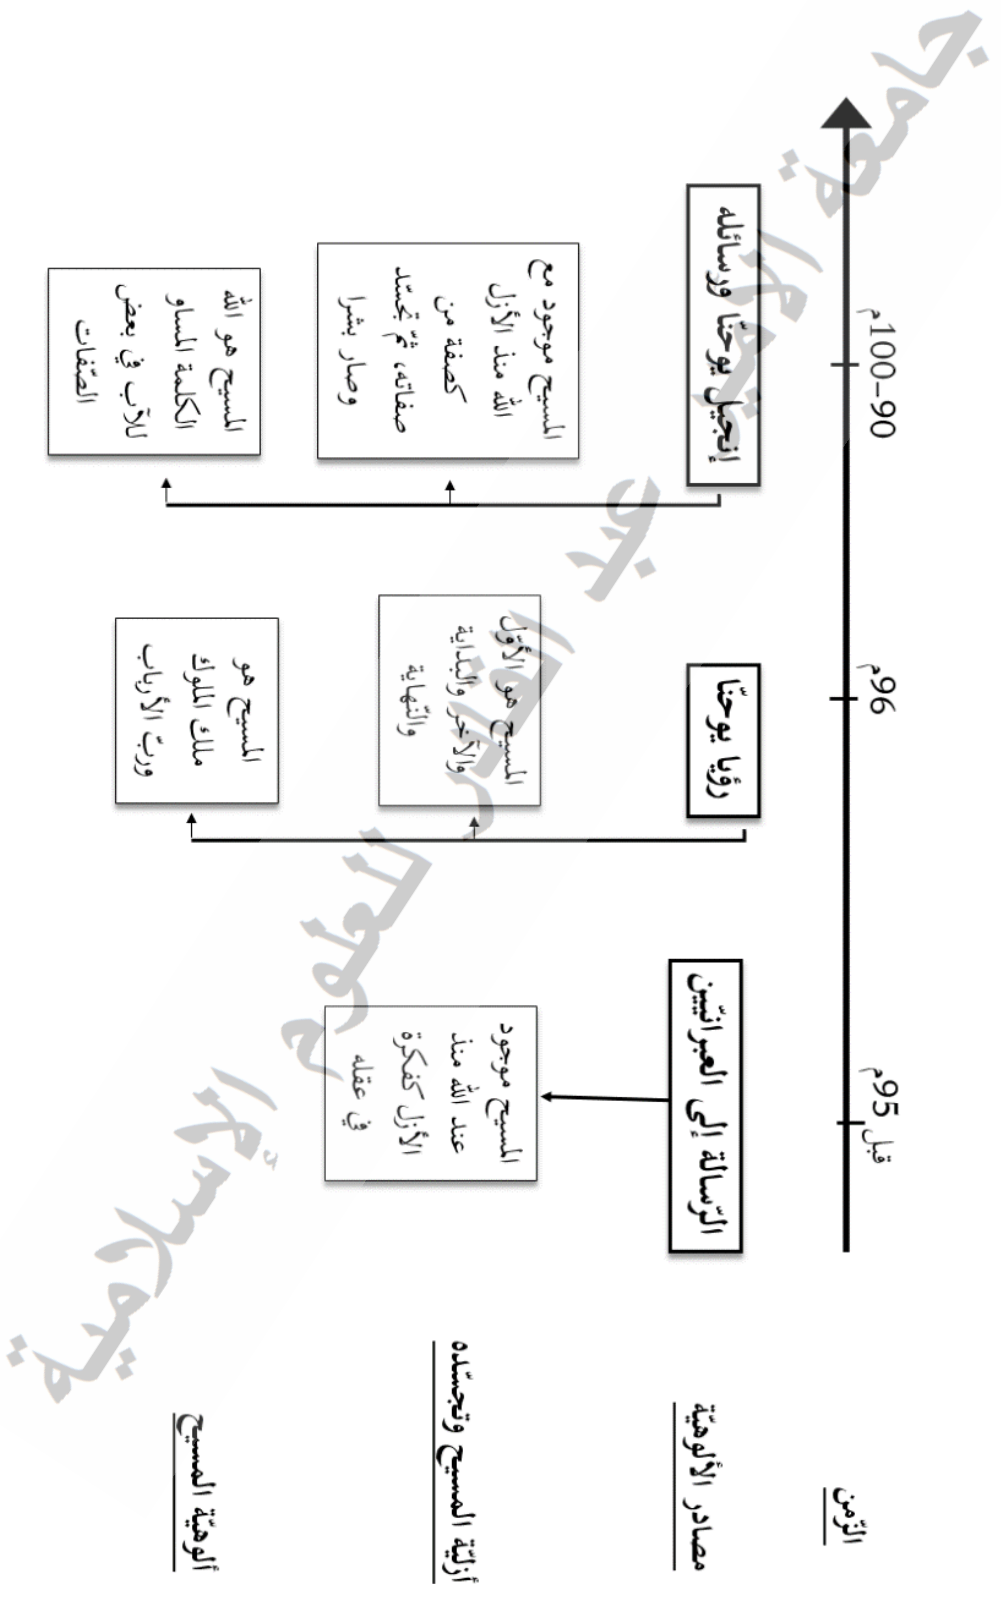 الزّمن
قبل 95م
96م
90-100م
مصادر الألوهيّة
الرّسالة إلى العبرانيّين
رؤيا يوحنّا
إنجيل يوحنّا ورسائله
أزليّة المسيح وتجسّده
المسيح موجود
عند الله منذ
الأزل كفكرة
في عقله
المسيح هو الأوّل
والآخر والبداية
والنّهاية
المسيح موجود مع
الله منذ الأزل
كصفة من
صفاته، ثمّ تجسّد
وصار بشرا
ألوهيّة المسيح
المسيح هو
ملك الملوك
وربّ الأرباب
المسيح هو الله
الكلمة المساو
للآب في بعض
الصّفات
جامعة الأمير عبد القادر للعلوم الإسلامية